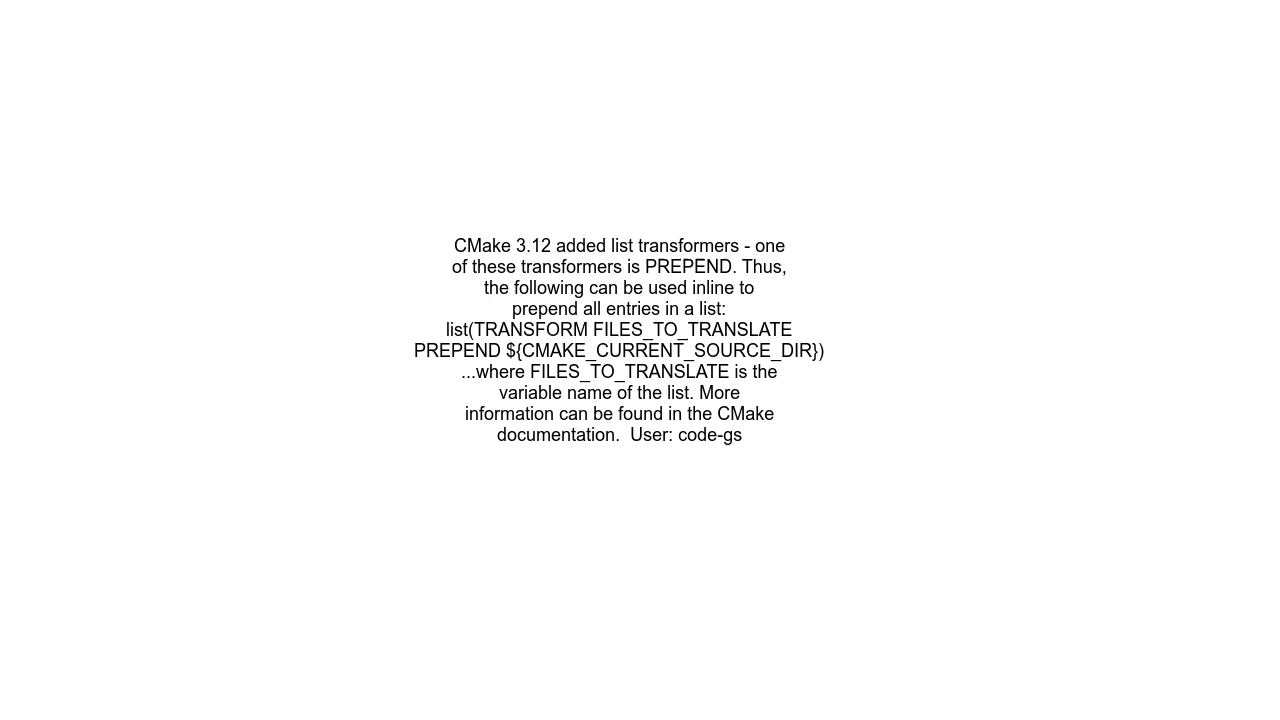 CMake 3.12 added list transformers - one
of these transformers is PREPEND. Thus,
the following can be used inline to
prepend all entries in a list:
list(TRANSFORM FILES_TO_TRANSLATE
PREPEND ${CMAKE_CURRENT_SOURCE_DIR})
...where FILES_TO_TRANSLATE is the
variable name of the list. More
information can be found in the CMake
documentation.  User: code-gs